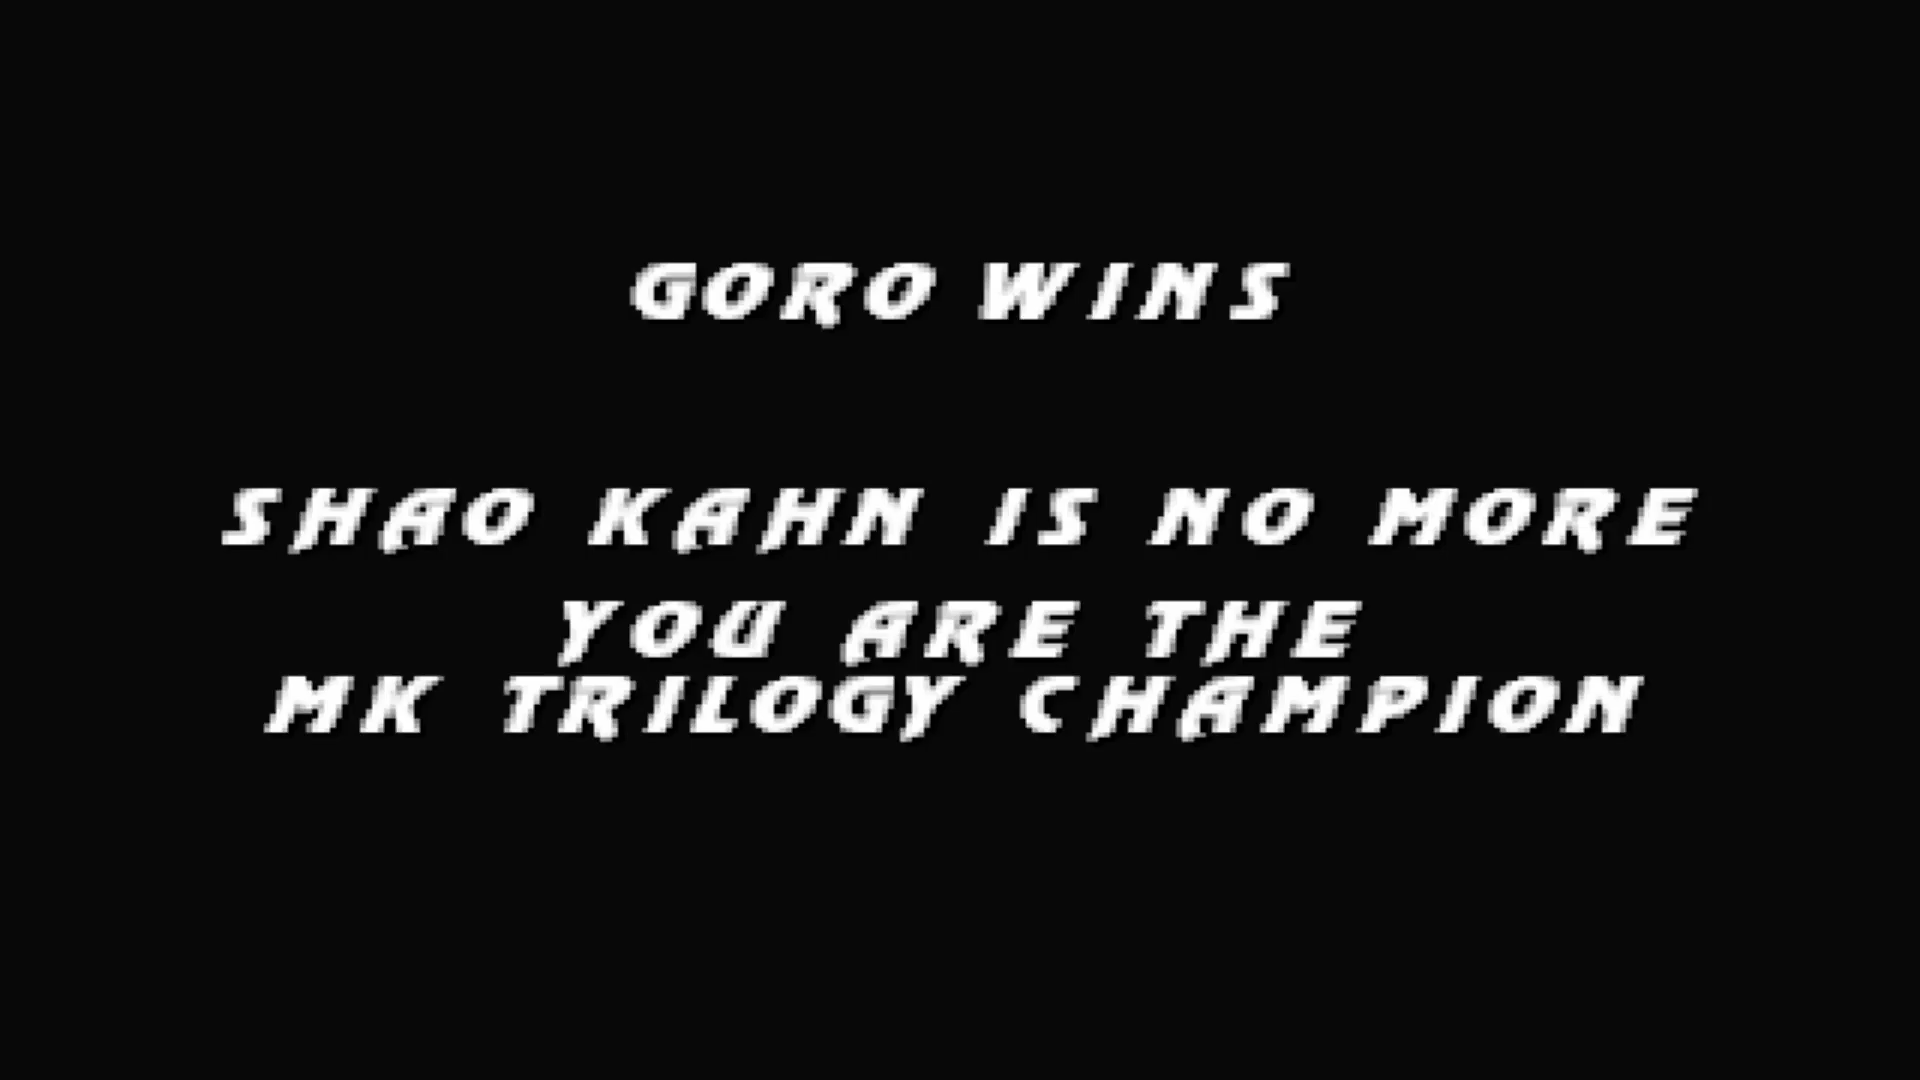 GORO WINS
SHAO KAHN IS NO MORE
YOU ARE THE
MK TRILOGY CHAMPION